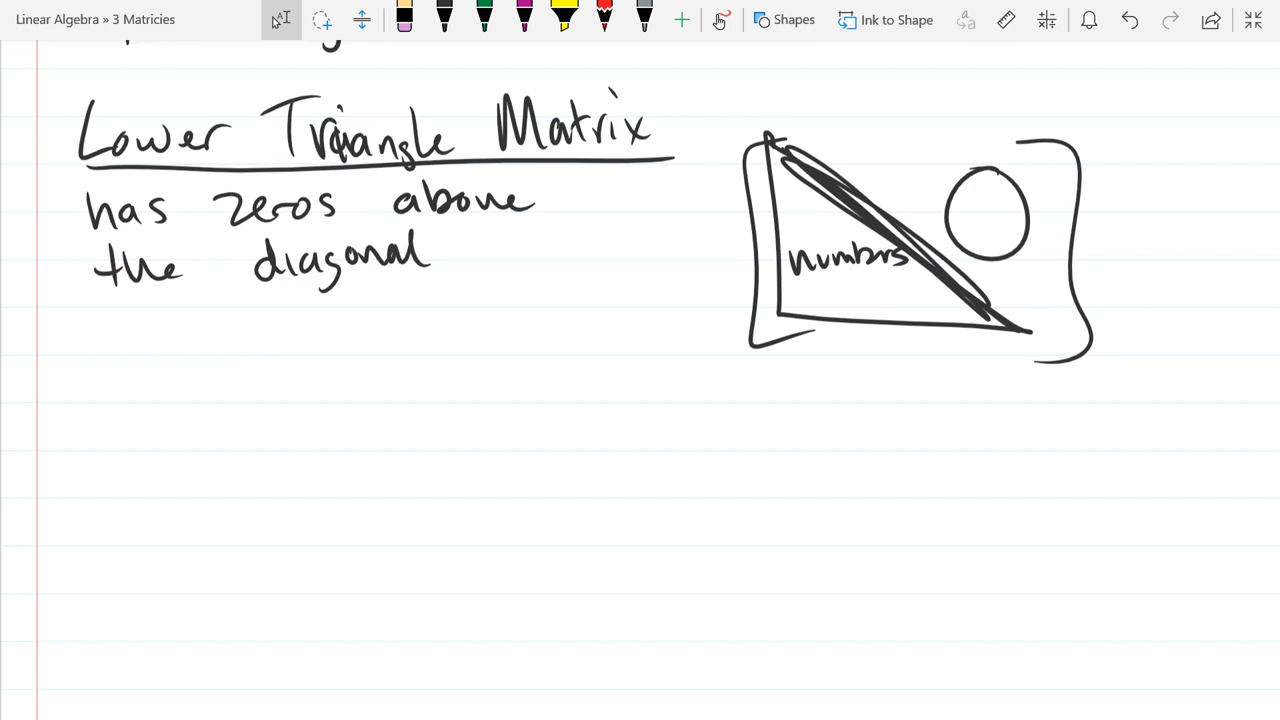 Linear Algebra » 3 Matricies
Shapes
Ink to Shape
Lower Triangle Matrix
has zeros above
the diagonal
numbers